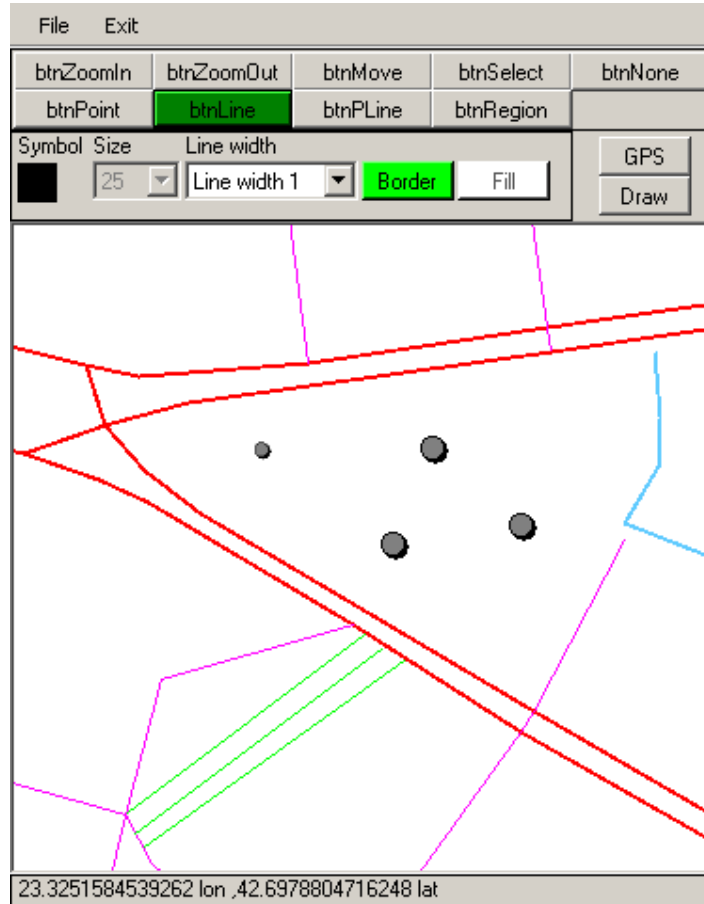 File Exit
btnZoomIn btnZoomOut btnMove btnSelect btnNone
btnPoint btnLine btnPLine btnRegion
Symbol Size Line width
25 Line width 1 Border Fill
GPS
Draw
23.3251584539262 lon ,42.6978804716248 lat